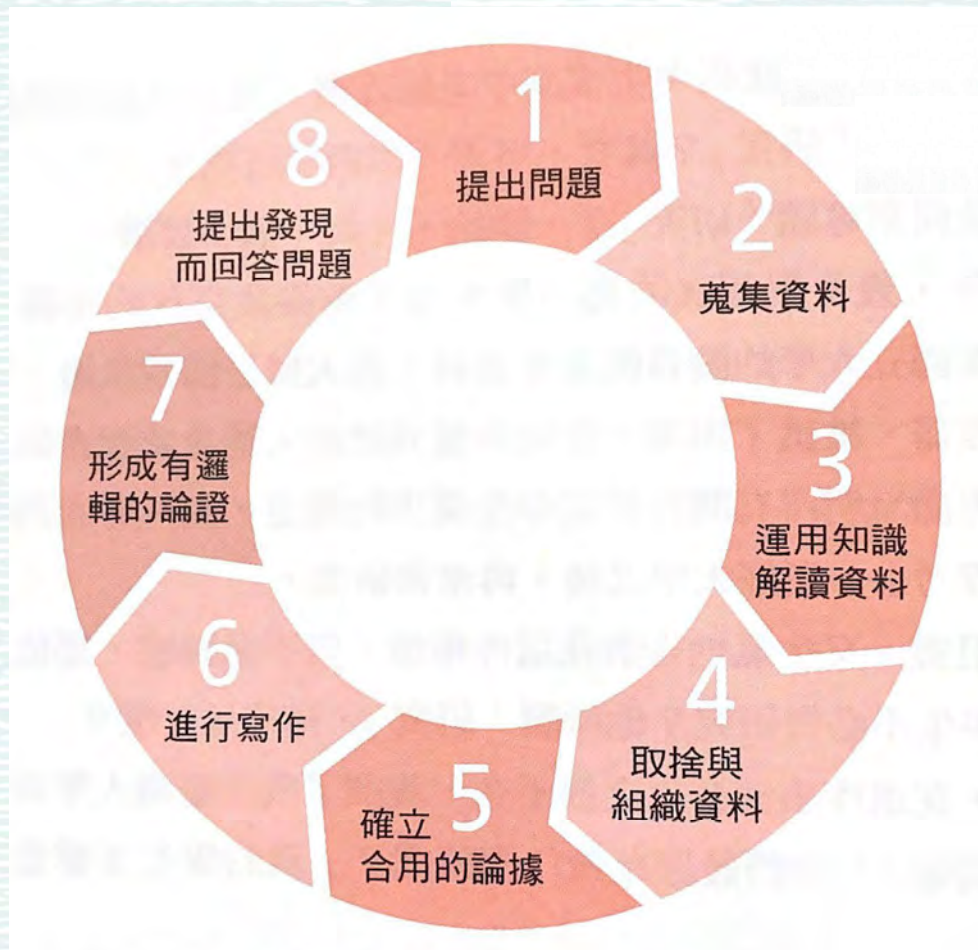 1
提出問題
2
蒐集資料
3
運用知識
解讀資料
4
取捨與
組織資料
5
確立
合用的論據
6
進行寫作
7
形成有邏
輯的論證
8
提出發現
而回答問題